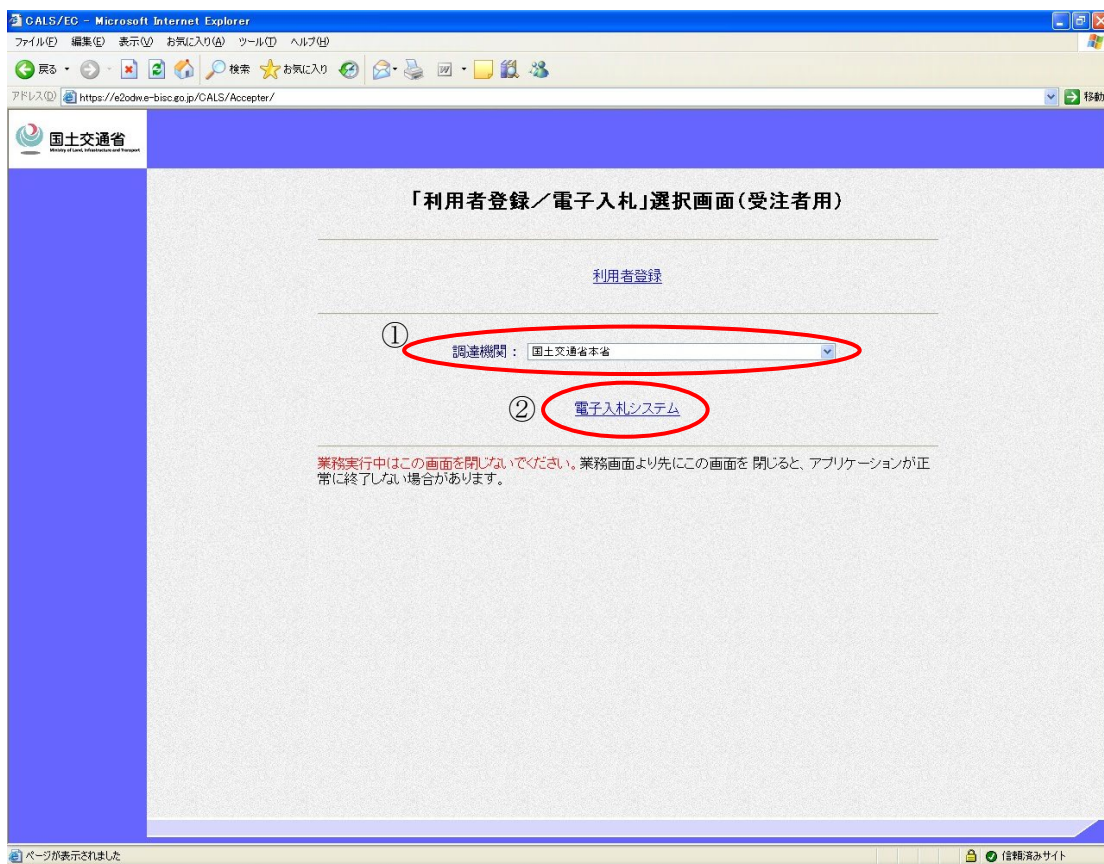 CALS/EC - Microsoft Internet Explorer
ファイル(F) 編集(E) 表示(V) お気に入り(A) ツール(T) ヘルプ(H)
戻る 検索 お気に入り
アドレス(D) https://e2odw.e-bisc.go.jp/CALS/Accepter/ 移動
国土交通省
Ministry of Land, Infrastructure and Transport
「利用者登録／電子入札」選択画面(受注者用)
利用者登録
①
調達機関： 国土交通省本省
② 電子入札システム
業務実行中はこの画面を閉じないでください。業務画面より先にこの画面を 閉じると、アプリケーションが正
常に終了しない場合があります。
ページが表示されました 信頼済みサイト